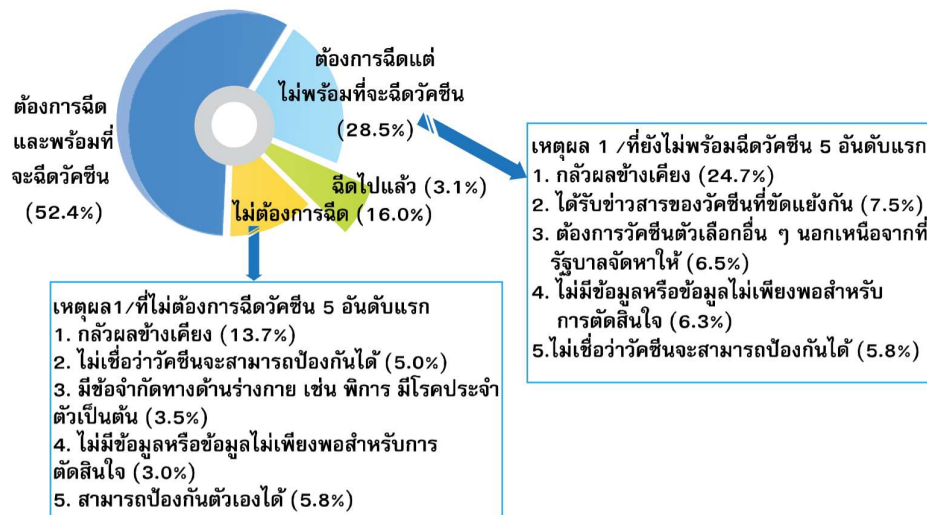 ต้องการฉีด
และพร้อมที่
จะฉีดวัคซีน
(52.4%)
ต้องการฉีดแต่
ไม่พร้อมที่จะฉีดวัคซีน
(28.5%)
ฉีดไปแล้ว (3.1%)
ไม่ต้องการฉีด (16.0%)
เหตุผล 1 /ที่ยังไม่พร้อมฉีดวัคซีน 5 อันดับแรก
1. กลัวผลข้างเคียง (24.7%)
2. ได้รับข่าวสารของวัคซีนที่ขัดแย้งกัน (7.5%)
3. ต้องการวัคซีนตัวเลือกอื่น ๆ นอกเหนือจากที่
รัฐบาลจัดหาให้ (6.5%)
4. ไม่มีข้อมูลหรือข้อมูลไม่เพียงพอสำหรับ
การตัดสินใจ (6.3%)
5.ไม่เชื่อว่าวัคซีนจะสามารถป้องกันได้ (5.8%)
เหตุผล1/ที่ไม่ต้องการฉีดวัคซีน 5 อันดับแรก
1. กลัวผลข้างเคียง (13.7%)
2. ไม่เชื่อว่าวัคซีนจะสามารถป้องกันได้ (5.0%)
3. มีข้อจำกัดทางด้านร่างกาย เช่น พิการ มีโรคประจำ
ตัวเป็นต้น (3.5%)
4. ไม่มีข้อมูลหรือข้อมูลไม่เพียงพอสำหรับการ
ตัดสินใจ (3.0%)
5. สามารถป้องกันตัวเองได้ (5.8%)